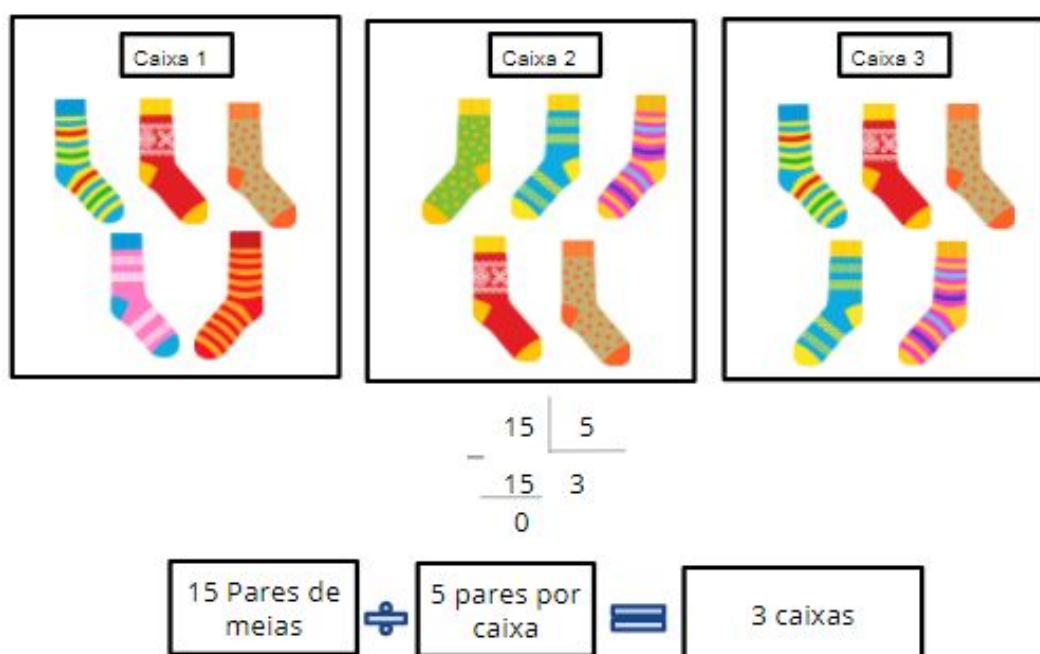 Caixa 1
Caixa 2
Caixa 3
15 5
−
15 3
0
15 Pares de
meias
÷
5 pares por
caixa
=
3 caixas